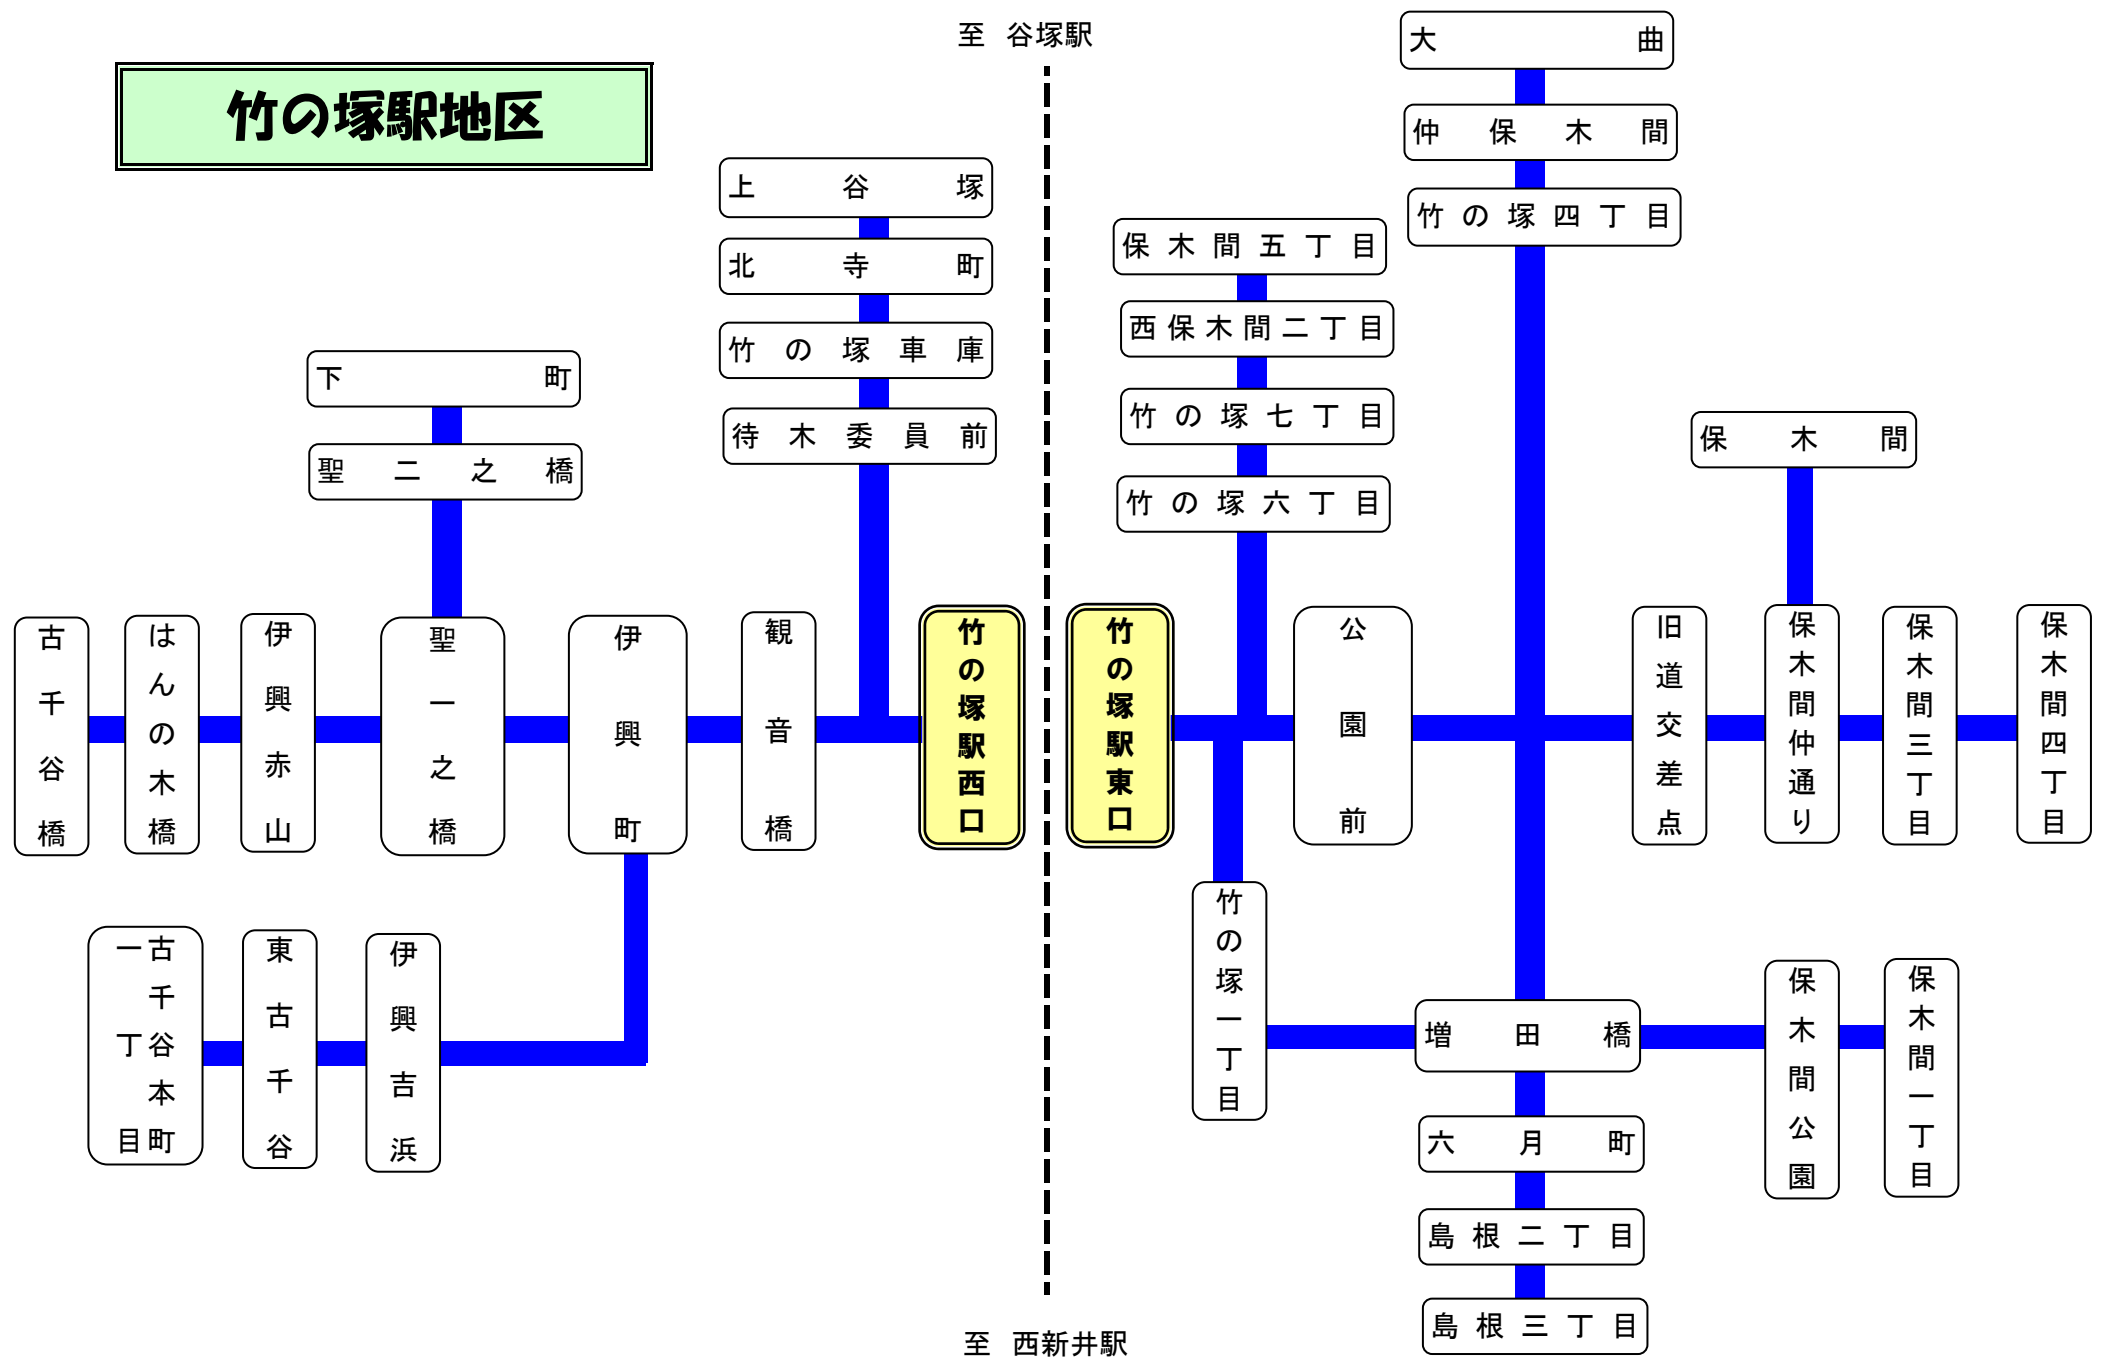 至 谷塚駅
竹の塚駅地区
大曲
仲保木間
竹の塚四丁目
上谷塚
北寺町
竹の塚車庫
待木委員前
保木間五丁目
西保木間二丁目
竹の塚七丁目
竹の塚六丁目
下町
聖二之橋
保木間
古千谷橋
はんの木橋
伊興赤山
聖一之橋
伊興町
観音橋
竹の塚駅西口
竹の塚駅東口
公園前
旧道交差点
保木間仲通り
保木間三丁目
保木間四丁目
古千谷本町
一丁目
東古千谷
伊興吉浜
竹の塚一丁目
増田橋
保木間公園
保木間一丁目
六月町
島根二丁目
島根三丁目
至 西新井駅